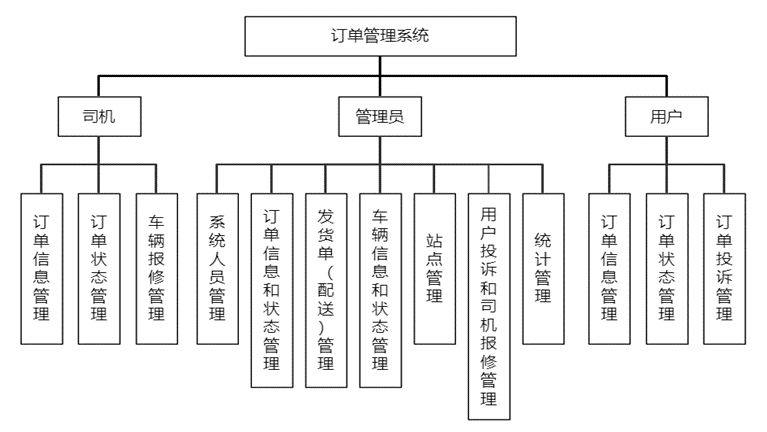 订单管理系统
司机
管理员
用户
订单信息管理
订单状态管理
车辆报修管理
系统人员管理
订单信息和状态管理
发货单（配送）管理
车辆信息和状态管理
站点管理
用户投诉和司机报修管理
统计管理
订单信息管理
订单状态管理
订单投诉管理